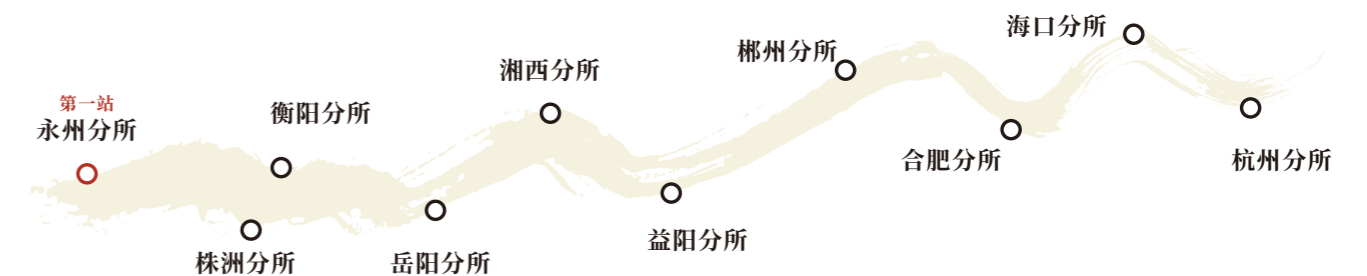 第一站
永州分所
株洲分所
衡阳分所
岳阳分所
湘西分所
益阳分所
郴州分所
合肥分所
海口分所
杭州分所